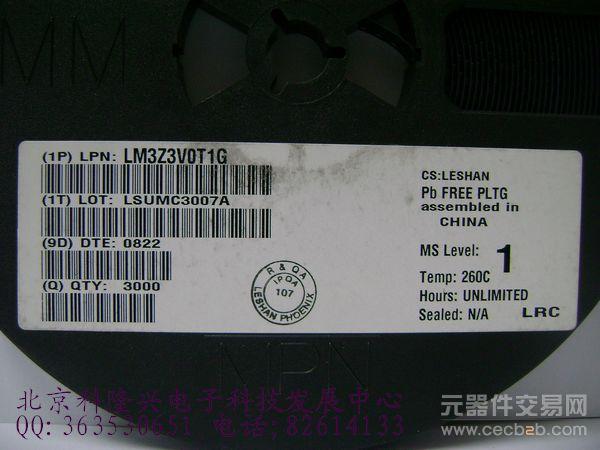 MM
(1P) LPN: LM3Z3V0T1G
(1T) LOT: LSUMC3007A
(9D) DTE: 0822
(Q) QTY: 3000
R & QA
IPQA
107
LESHAN PHOENIX
CS:LESHAN
Pb FREE PLTG
assembled in
CHINA
MS Level: 1
Temp: 260C
Hours: UNLIMITED
Sealed: N/A LRC
NPN
北京科隆兴电子科技发展中心
QQ:363530651 电话;82614133
元器件交易网
www.cecb2b.com